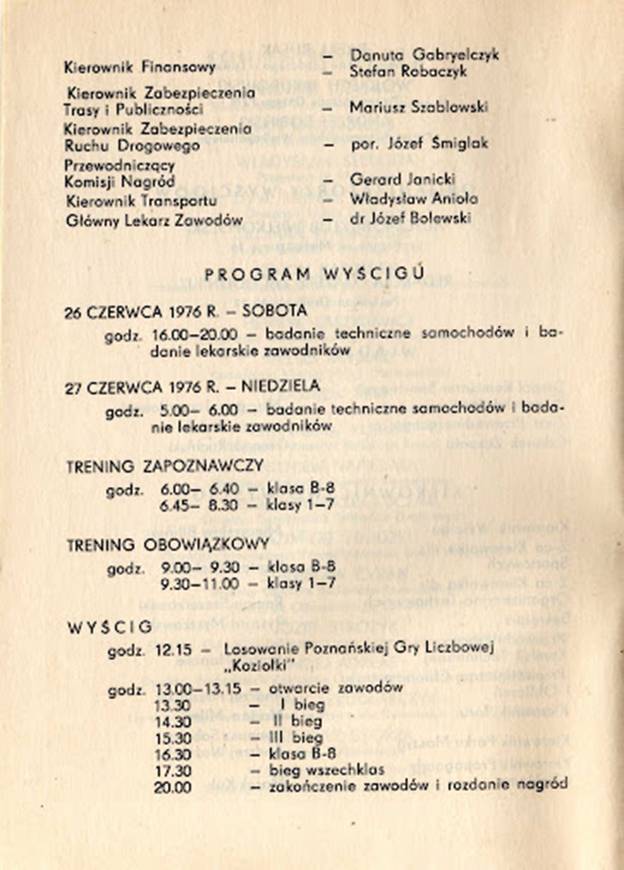 — Danuta Gabryelczyk
Kierownik Finansowy — Stefan Robaczyk
Kierownik Zabezpieczenia
Trasy i Publiczności — Mariusz Szablowski
Kierownik Zabezpieczenia
Ruchu Drogowego — por. Józef Śmiglak
Przewodniczący
Komisji Nagród — Gerard Janicki
Kierownik Transportu — Władysław Anioła
Główny Lekarz Zawodów — dr Józef Bolewski
PROGRAM WYŚCIGU
26 CZERWCA 1976 R. — SOBOTA
godz. 16.00—20.00 — badanie techniczne samochodów i ba-
danie lekarskie zawodników
27 CZERWCA 1976 R. — NIEDZIELA
godz. 5.00— 6.00 — badanie techniczne samochodów i bada-
nie lekarskie zawodników
TRENING ZAPOZNAWCZY
godz. 6.00— 6.40 — klasa B-8
6.45— 8.30 — klasy 1—7
TRENING OBOWIĄZKOWY
godz. 9.00— 9.30 — klasa B-8
9.30—11.00 — klasy 1—7
WYŚCIG
godz. 12.15 — Losowanie Poznańskiej Gry Liczbowej
„Koziołki"
godz. 13.00—13.15 — otwarcie zawodów
13.30 — I bieg
14.30 — II bieg
15.30 — III bieg
16.30 — klasa B-8
17.30 — bieg wszechklas
20.00 — zakończenie zawodów i rozdanie nagród